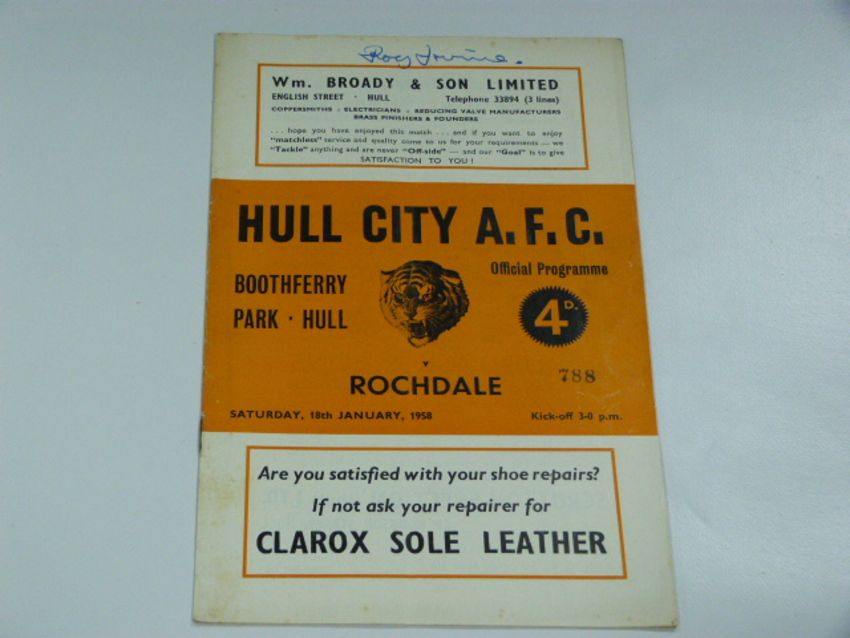 Roy Irvine.
Wm. BROADY & SON LIMITED
ENGLISH STREET · HULL Telephone 33894 (3 lines)
COPPERSMITHS · ELECTRICIANS · REDUCING VALVE MANUFACTURERS
BRASS FINISHERS & FOUNDERS
. . . hope you have enjoyed this match . . . and if you want to enjoy
"matchless" service and quality come to us for your requirements — we
"Tackle" anything and are never "Off-side" — and our "Goal" is to give
SATISFACTION TO YOU !
HULL CITY A.F.C.
Official Programme
BOOTHFERRY
PARK · HULL
4D.
v
ROCHDALE
788
SATURDAY, 18th JANUARY, 1958 Kick-off 3-0 p.m.
Are you satisfied with your shoe repairs?
If not ask your repairer for
CLAROX SOLE LEATHER